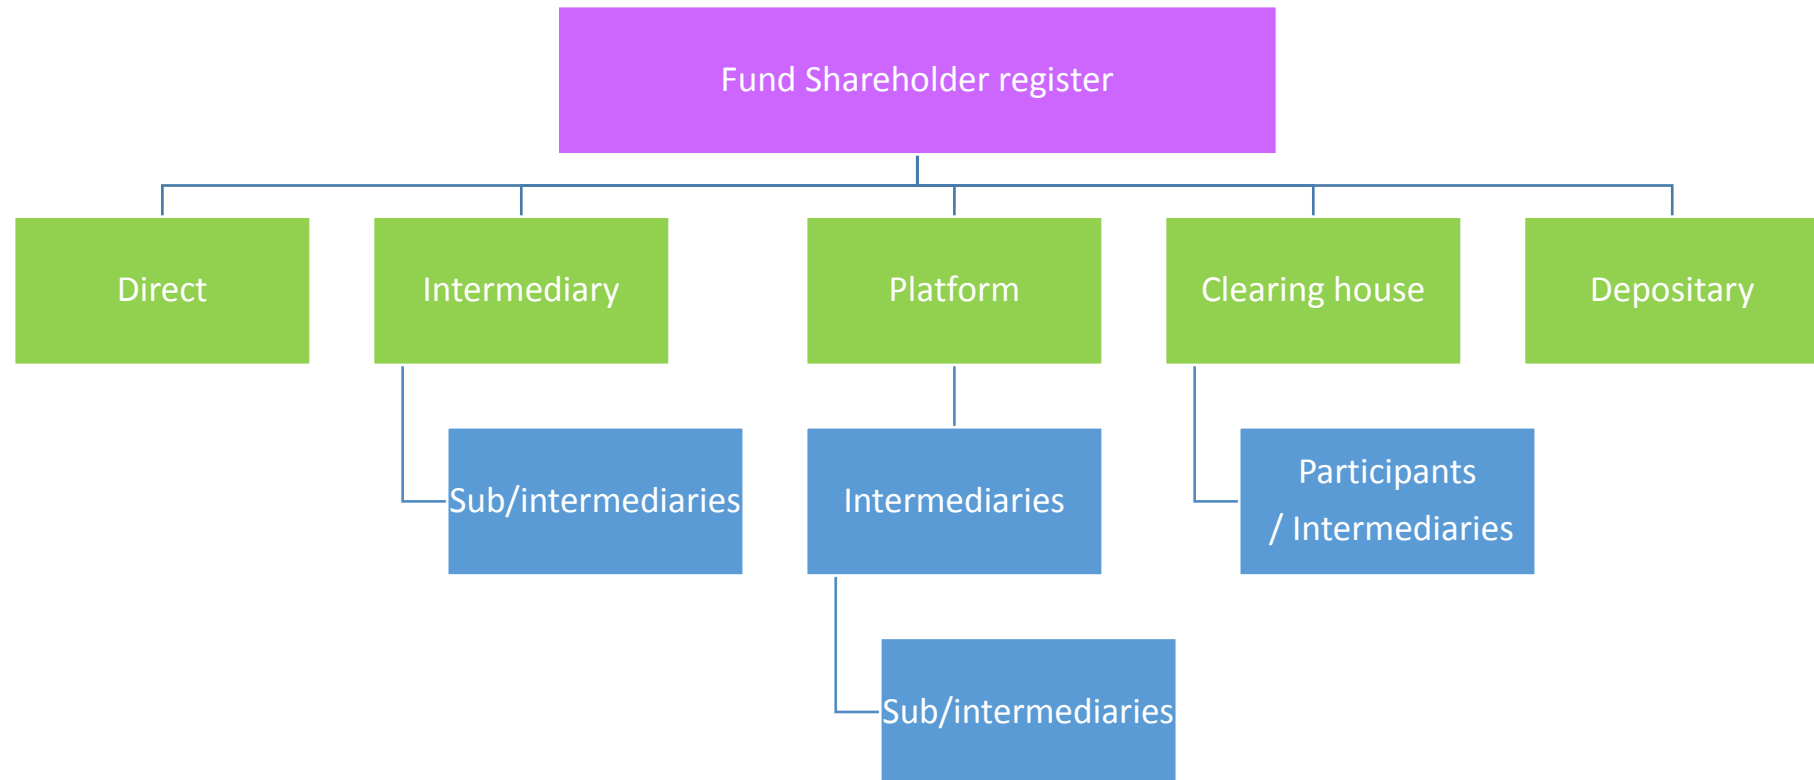 Fund Shareholder register
Direct
Intermediary
Platform
Clearing house
Depositary
Sub/intermediaries
Intermediaries
Participants
/ Intermediaries
Sub/intermediaries